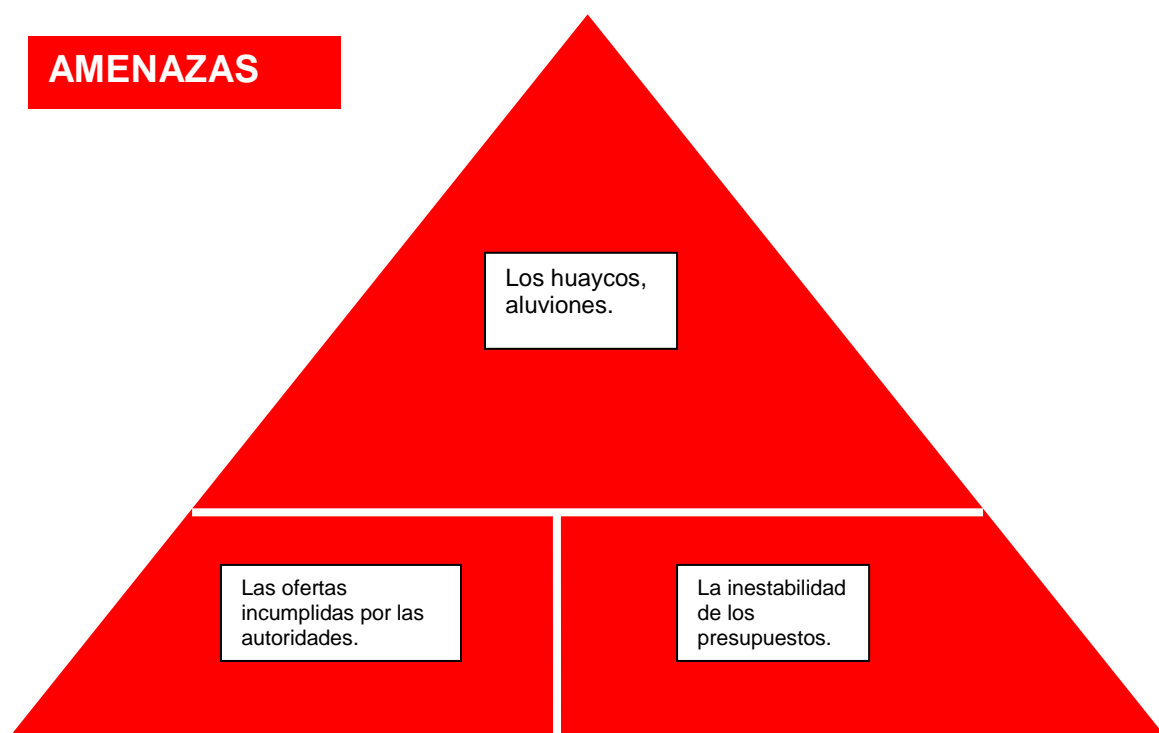 AMENAZAS
Los huaycos,
aluviones.
Las ofertas
incumplidas por las
autoridades.
La inestabilidad
de los
presupuestos.